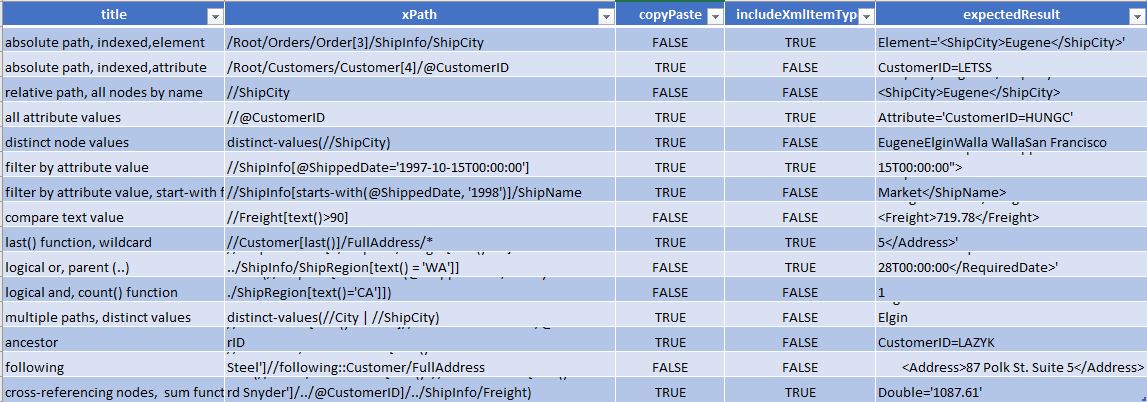 title xPath copyPaste includeXmlItemTyp expectedResult
absolute path, indexed,element /Root/Orders/Order[3]/ShipInfo/ShipCity FALSE TRUE Element='<ShipCity>Eugene</ShipCity>'
absolute path, indexed,attribute /Root/Customers/Customer[4]/@CustomerID TRUE FALSE CustomerID=LETSS
relative path, all nodes by name //ShipCity FALSE FALSE <ShipCity>Eugene</ShipCity>
all attribute values //@CustomerID TRUE TRUE Attribute='CustomerID=HUNGC'
distinct node values distinct-values(//ShipCity) TRUE FALSE EugeneElginWalla WallaSan Francisco
filter by attribute value //ShipInfo[@ShippedDate='1997-10-15T00:00:00'] TRUE TRUE 15T00:00:00">
filter by attribute value, start-with f //ShipInfo[starts-with(@ShippedDate, '1998')]/ShipName TRUE FALSE Market</ShipName>
compare text value //Freight[text()>90] FALSE FALSE <Freight>719.78</Freight>
last() function, wildcard //Customer[last()]/FullAddress/* TRUE TRUE 5</Address>'
logical or, parent (..) ../ShipInfo/ShipRegion[text() = 'WA']] FALSE TRUE 28T00:00:00</RequiredDate>'
logical and, count() function ./ShipRegion[text()='CA']]) FALSE FALSE 1
multiple paths, distinct values distinct-values(//City | //ShipCity) TRUE FALSE Elgin
ancestor rID TRUE FALSE CustomerID=LAZYK
following Steel']//following::Customer/FullAddress FALSE FALSE <Address>87 Polk St. Suite 5</Address>
cross-referencing nodes, sum funct rd Snyder']/../@CustomerID]/../ShipInfo/Freight) TRUE TRUE Double='1087.61'